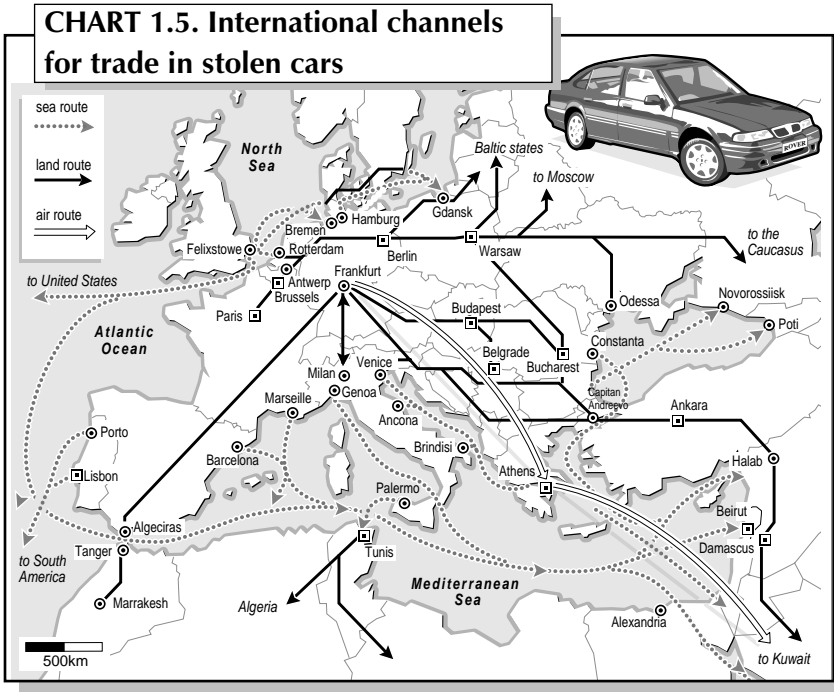 CHART 1.5. International channels
for trade in stolen cars
sea route
land route
air route
North
Sea
Baltic states
to Moscow
ROVER
Gdansk
Hamburg
Bremen
Felixstowe
Rotterdam
Berlin
Warsaw
to the
Caucasus
to United States
Antwerp
Brussels
Frankfurt
Paris
Budapest
Odessa
Novorossiisk
Poti
Atlantic
Ocean
Belgrade
Constanta
Bucharest
Milan
Venice
Genoa
Marseille
Capitan
Andreevo
Ankara
Ancona
Porto
Barcelona
Brindisi
Athens
Halab
Lisbon
Palermo
Beirut
Algeciras
Tanger
Tunis
Damascus
to South
America
Marrakesh
Algeria
Mediterranean
Sea
Alexandria
to Kuwait
500km